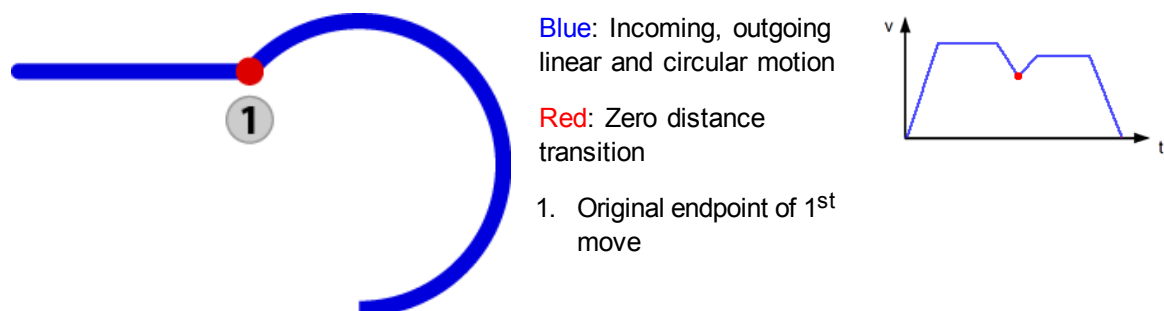 Blue: Incoming, outgoing
linear and circular motion
Red: Zero distance
transition
1. Original endpoint of 1st
move
1
v
t